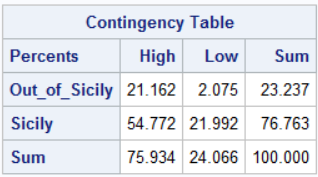 Contingency Table
Percents High Low Sum
Out_of_Sicily 21.162 2.075 23.237
Sicily 54.772 21.992 76.763
Sum 75.934 24.066 100.000